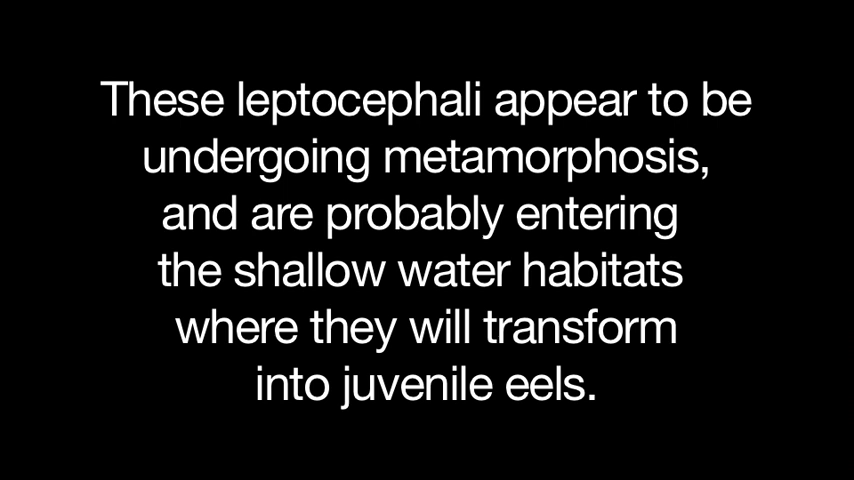 These leptocephali appear to be
undergoing metamorphosis,
and are probably entering
the shallow water habitats
where they will transform
into juvenile eels.